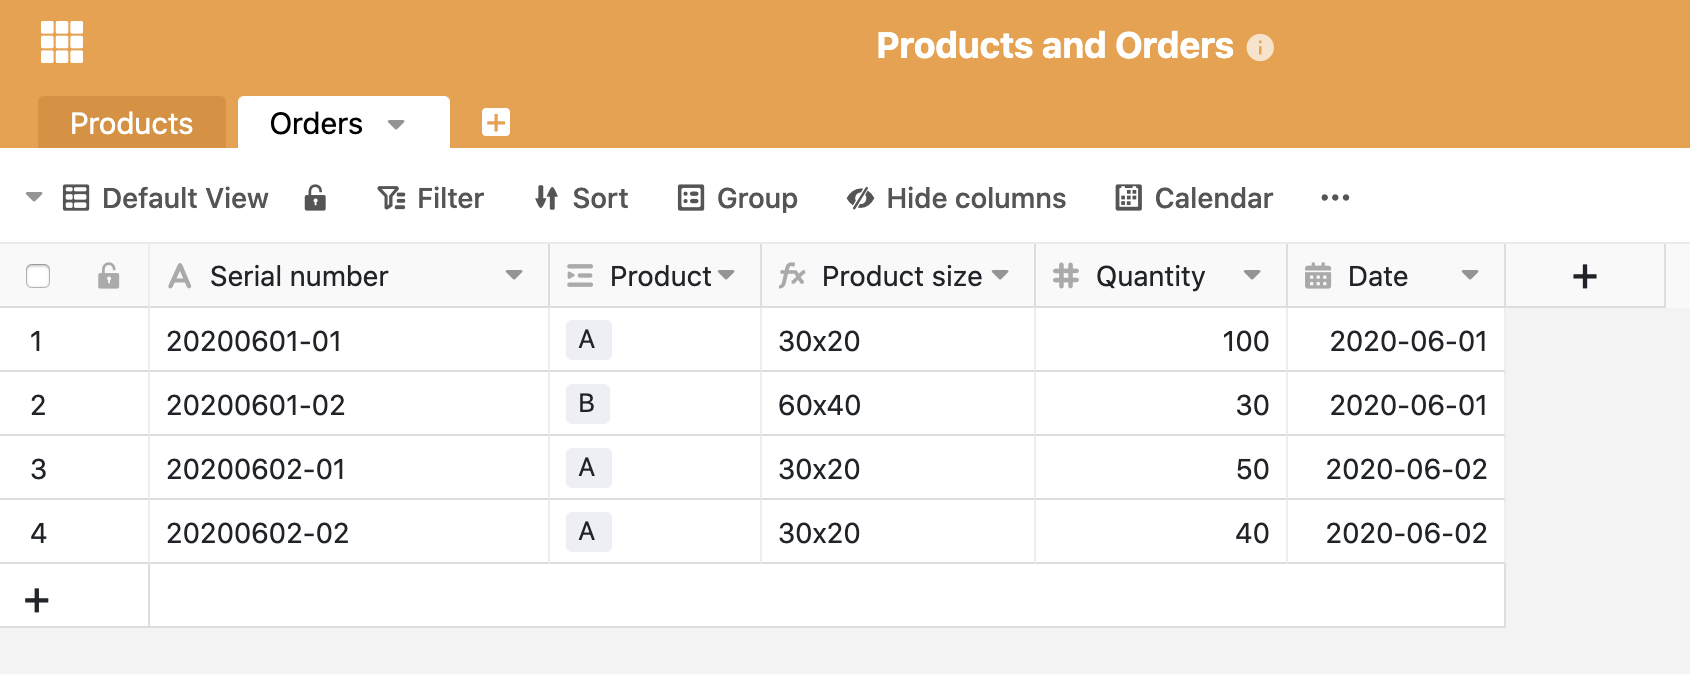 Products and Orders
Products Orders
Default View Filter Sort Group Hide columns Calendar
Serial number Product Product size Quantity Date
1 20200601-01 A 30x20 100 2020-06-01
2 20200601-02 B 60x40 30 2020-06-01
3 20200602-01 A 30x20 50 2020-06-02
4 20200602-02 A 30x20 40 2020-06-02